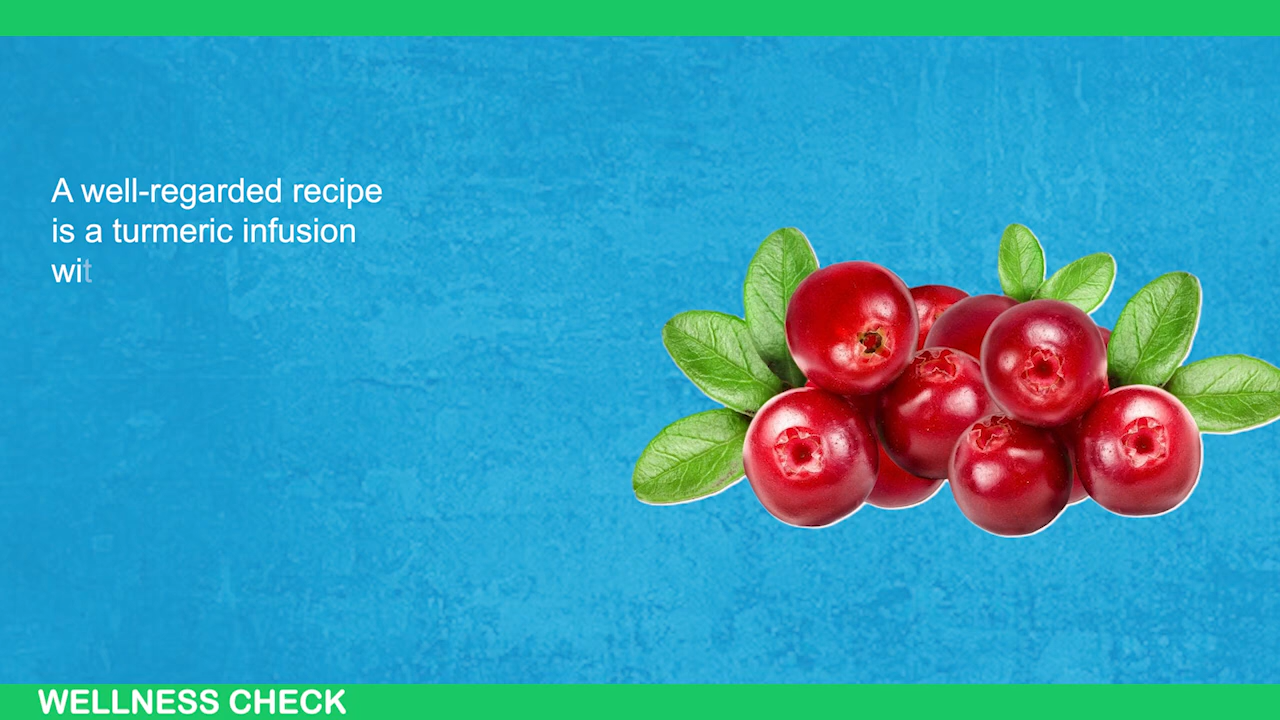 A well-regarded recipe
is a turmeric infusion
wit
WELLNESS CHECK